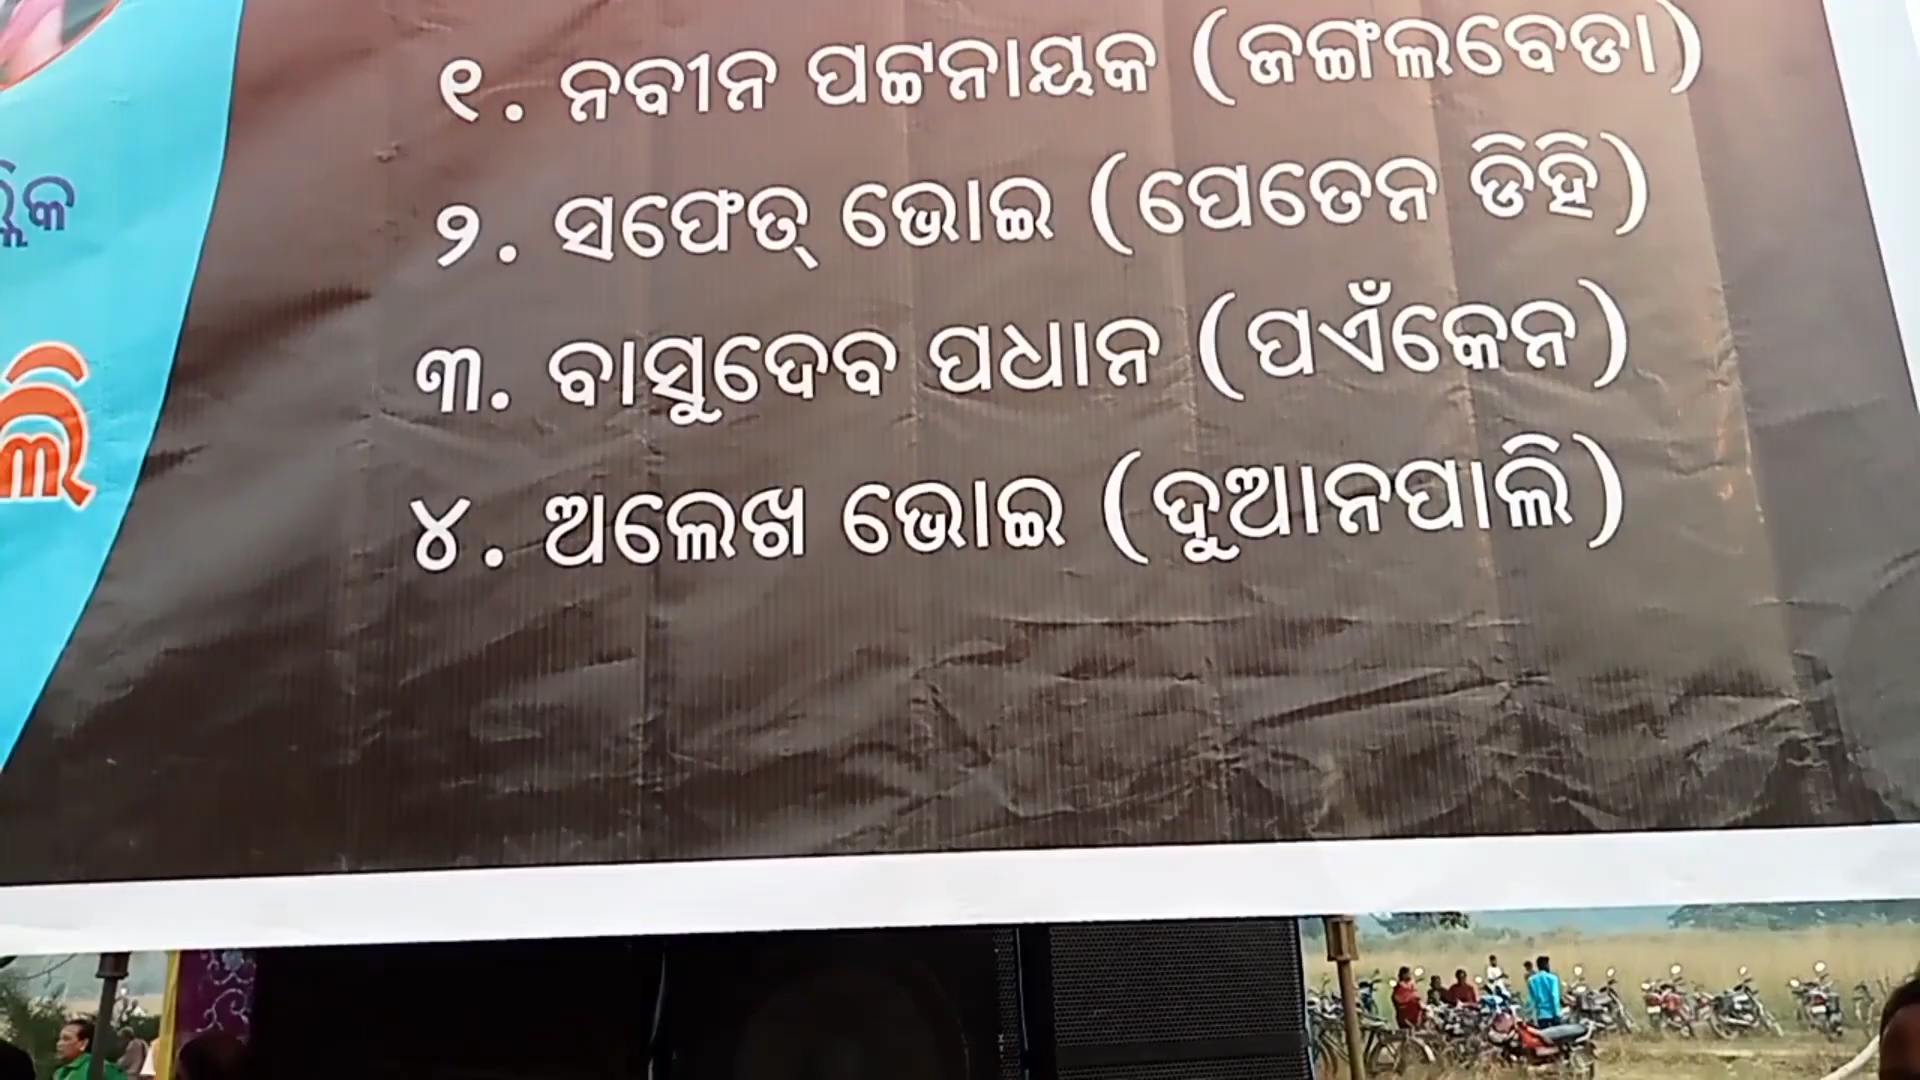 ୧. ନବୀନ ପଟ୍ଟନାୟକ (ଜଙ୍ଗଲବେଡା)
୨. ସଫେତ୍ ଭୋଇ (ପେତେନ ଡିହି)
୩. ବାସୁଦେବ ପଧାନ (ପଏଁକେନ)
୪. ଅଲେଖ ଭୋଇ (ଦୁଆନପାଲି)